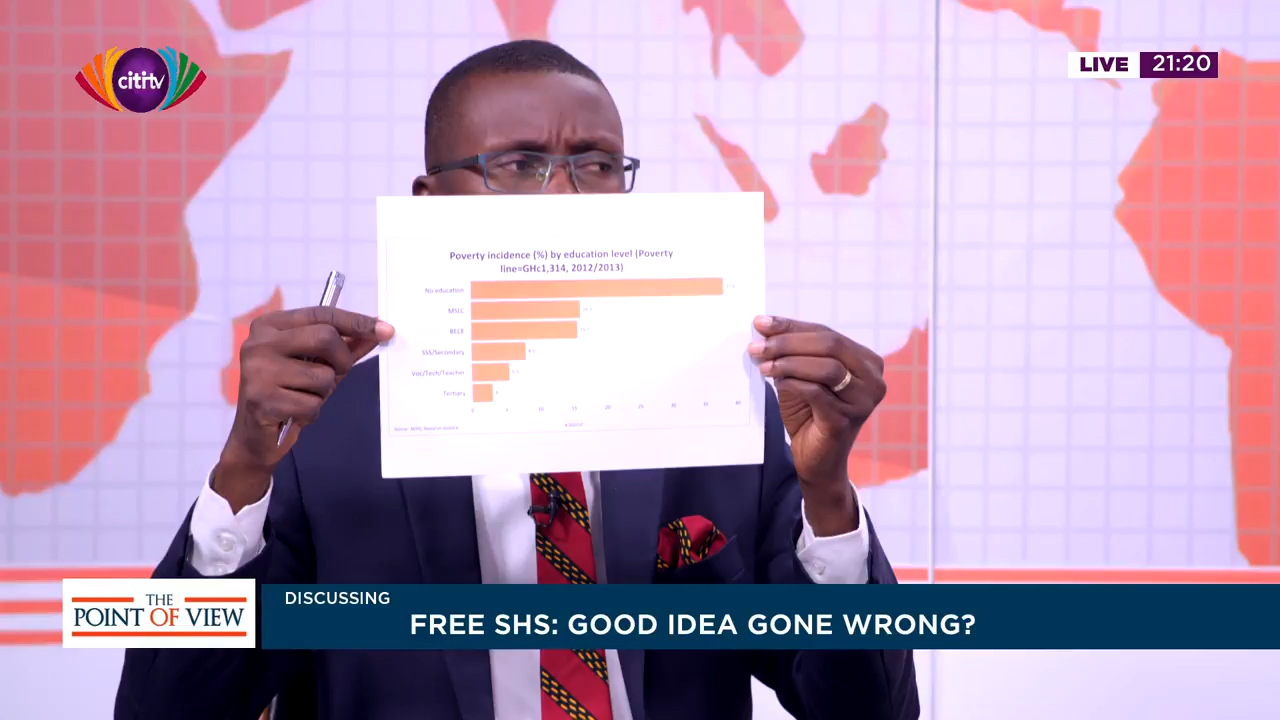 cititv
LIVE 21:20
Poverty incidence (%) by education level (Poverty
line=GHc1,314, 2012/2013)
No education
MSLC
BECE
SSS/Secondary
Voc/Tech/Teacher
Tertiary
0 5 10 15 20 25 30 35 40
THE
POINT OF VIEW
DISCUSSING
FREE SHS: GOOD IDEA GONE WRONG?